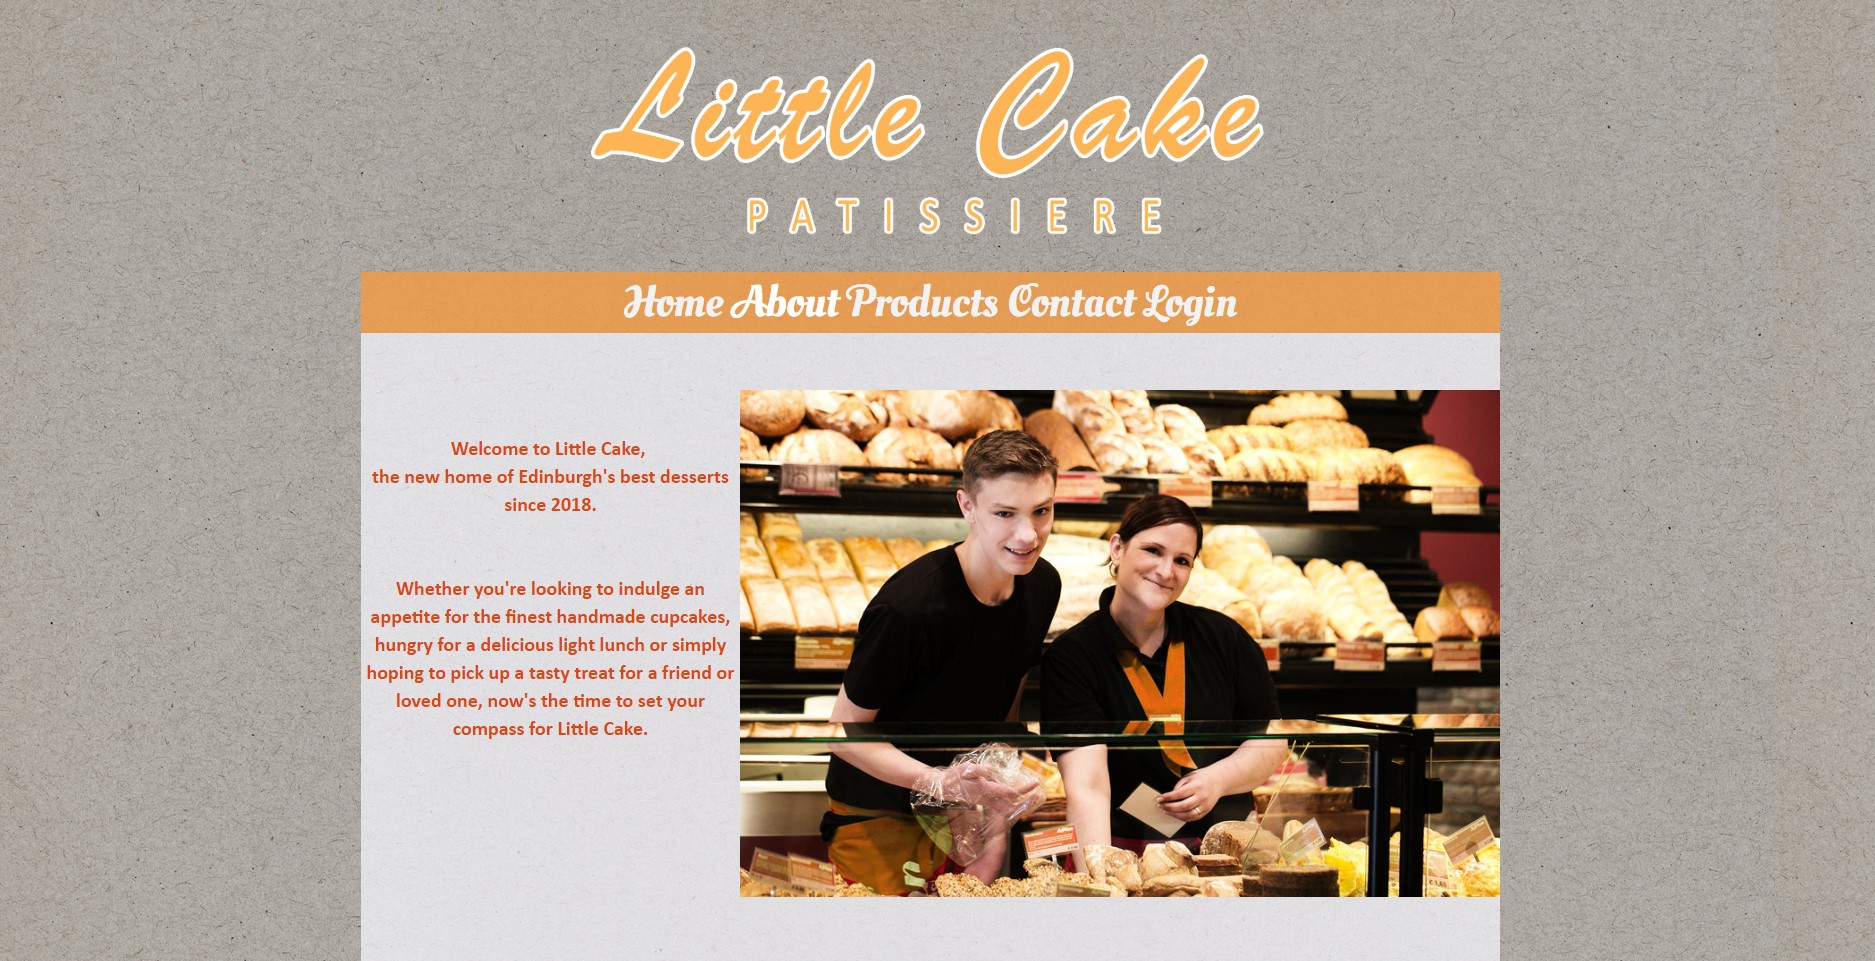 Little Cake
PATISSIERE
Home About Products Contact Login
Welcome to Little Cake,
the new home of Edinburgh's best desserts
since 2018.
Whether you're looking to indulge an
appetite for the finest handmade cupcakes,
hungry for a delicious light lunch or simply
hoping to pick up a tasty treat for a friend or
loved one, now's the time to set your
compass for Little Cake.